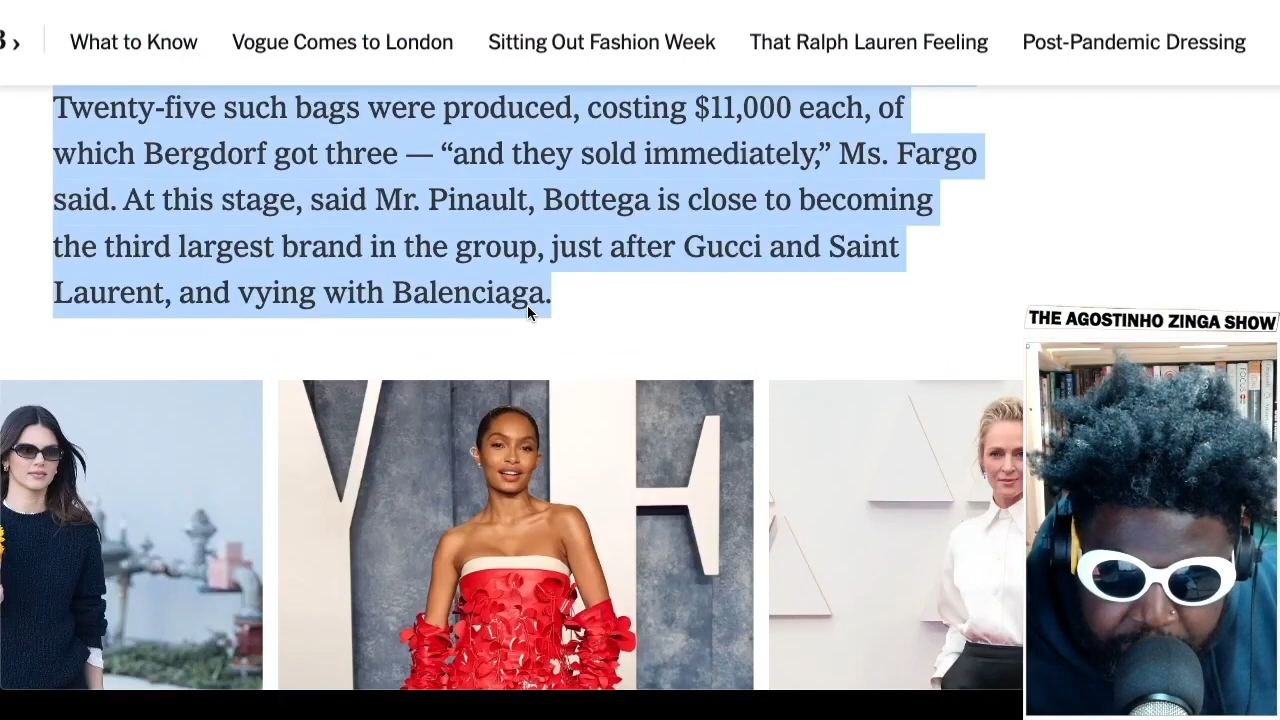 What to Know
Vogue Comes to London
Sitting Out Fashion Week
That Ralph Lauren Feeling
Post-Pandemic Dressing
Twenty-five such bags were produced, costing $11,000 each, of
which Bergdorf got three — “and they sold immediately,” Ms. Fargo
said. At this stage, said Mr. Pinault, Bottega is close to becoming
the third largest brand in the group, just after Gucci and Saint
Laurent, and vying with Balenciaga.
THE AGOSTINHO ZINGA SHOW